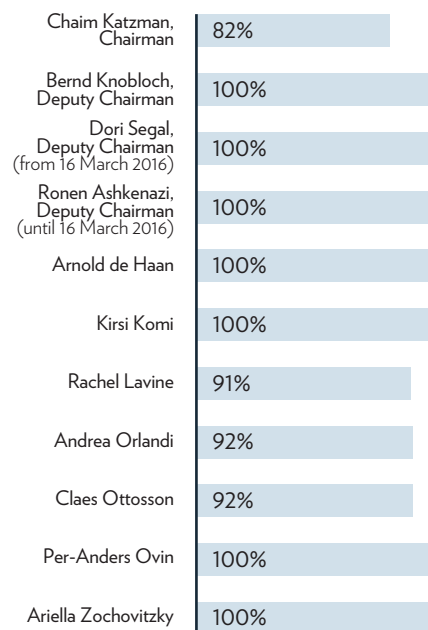 Chaim Katzman,
Chairman
82%
Bernd Knobloch,
Deputy Chairman
100%
Dori Segal,
Deputy Chairman
(from 16 March 2016)
100%
Ronen Ashkenazi,
Deputy Chairman
(until 16 March 2016)
100%
Arnold de Haan
100%
Kirsi Komi
100%
Rachel Lavine
91%
Andrea Orlandi
92%
Claes Ottosson
92%
Per-Anders Ovin
100%
Ariella Zochovitzky
100%